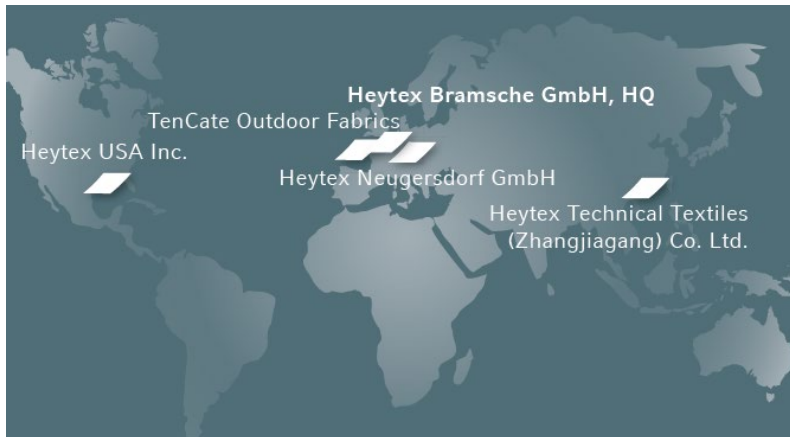 Heytex Bramsche GmbH, HQ
TenCate Outdoor Fabrics
Heytex USA Inc.
Heytex Neugersdorf GmbH
Heytex Technical Textiles
(Zhangjiagang) Co. Ltd.